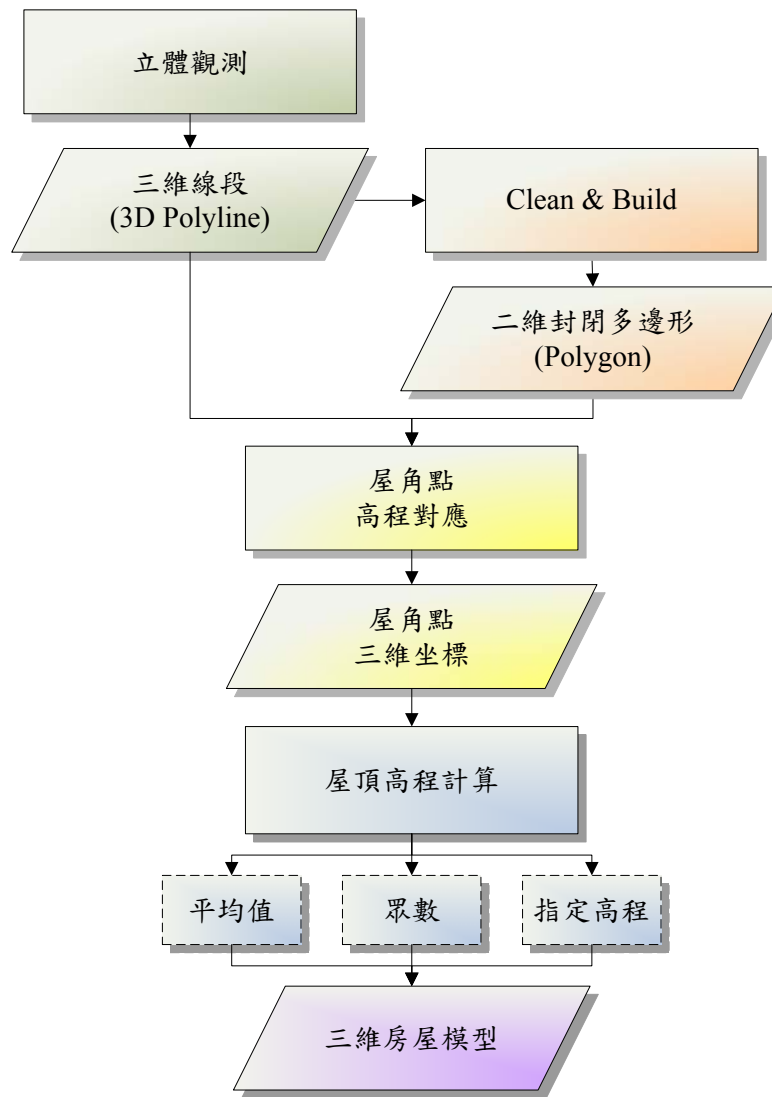 立體觀測
三維線段
(3D Polyline)
Clean & Build
二維封閉多邊形
(Polygon)
屋角點
高程對應
屋角點
三維坐標
屋頂高程計算
平均值
眾數
指定高程
三維房屋模型